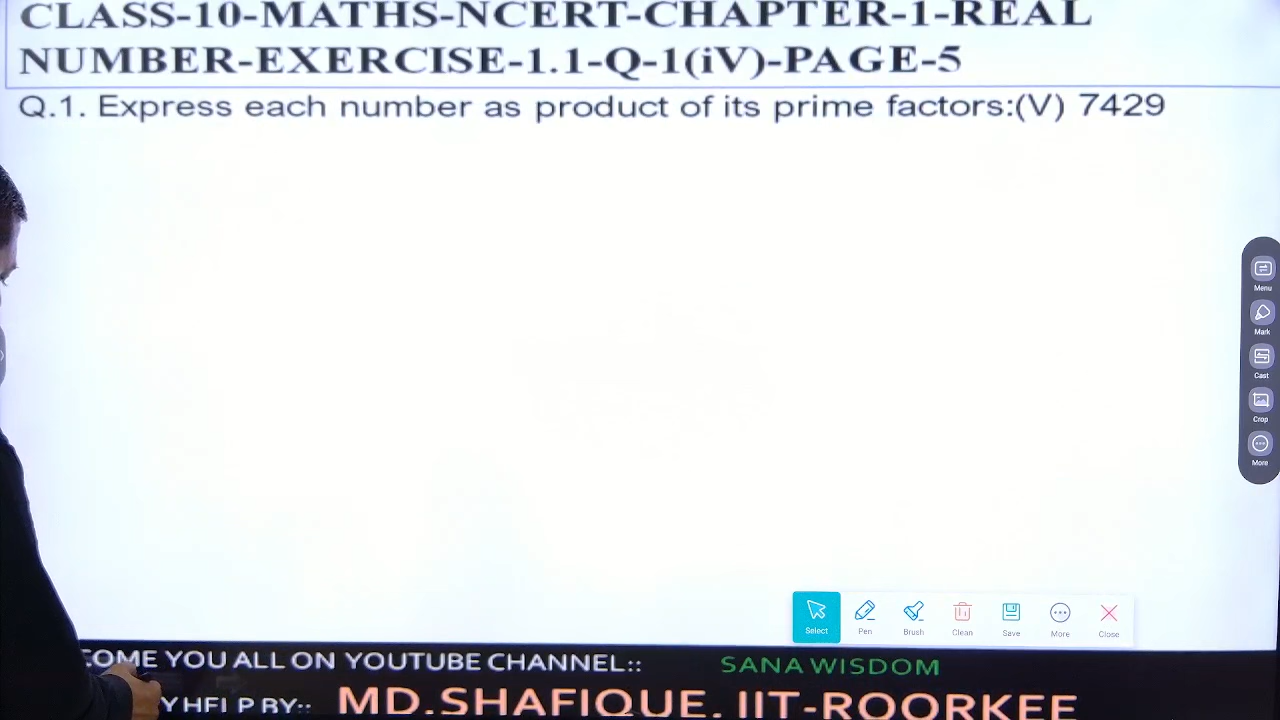 CLASS-10-MATHS-NCERT-CHAPTER-1-REAL
NUMBER-EXERCISE-1.1-Q-1(iV)-PAGE-5
Q.1. Express each number as product of its prime factors:(V) 7429
Menu
Mark
Cast
Crop
More
Select
Pen
Brush
Clean
Save
More
Close
COME YOU ALL ON YOUTUBE CHANNEL:: SANA WISDOM
Y HELP BY:: MD.SHAFIQUE, IIT-ROORKEE